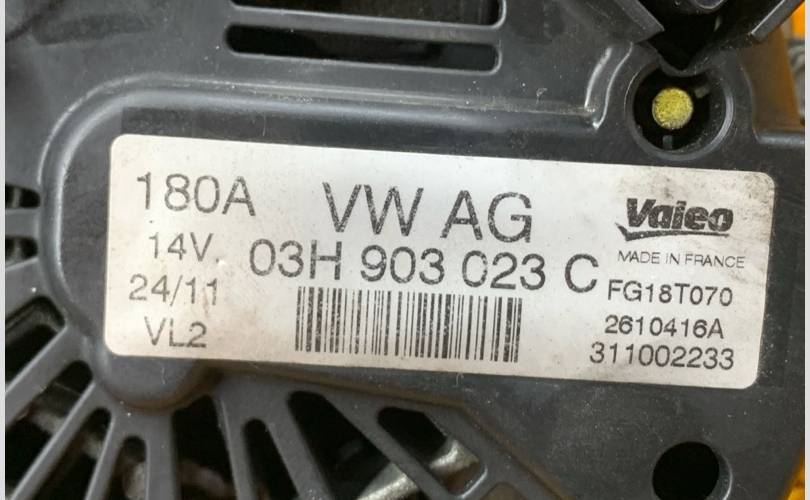 180A
14V.
24/11
VL2
VW AG
03H 903 023 C
Valeo
MADE IN FRANCE
FG18T070
2610416A
311002233